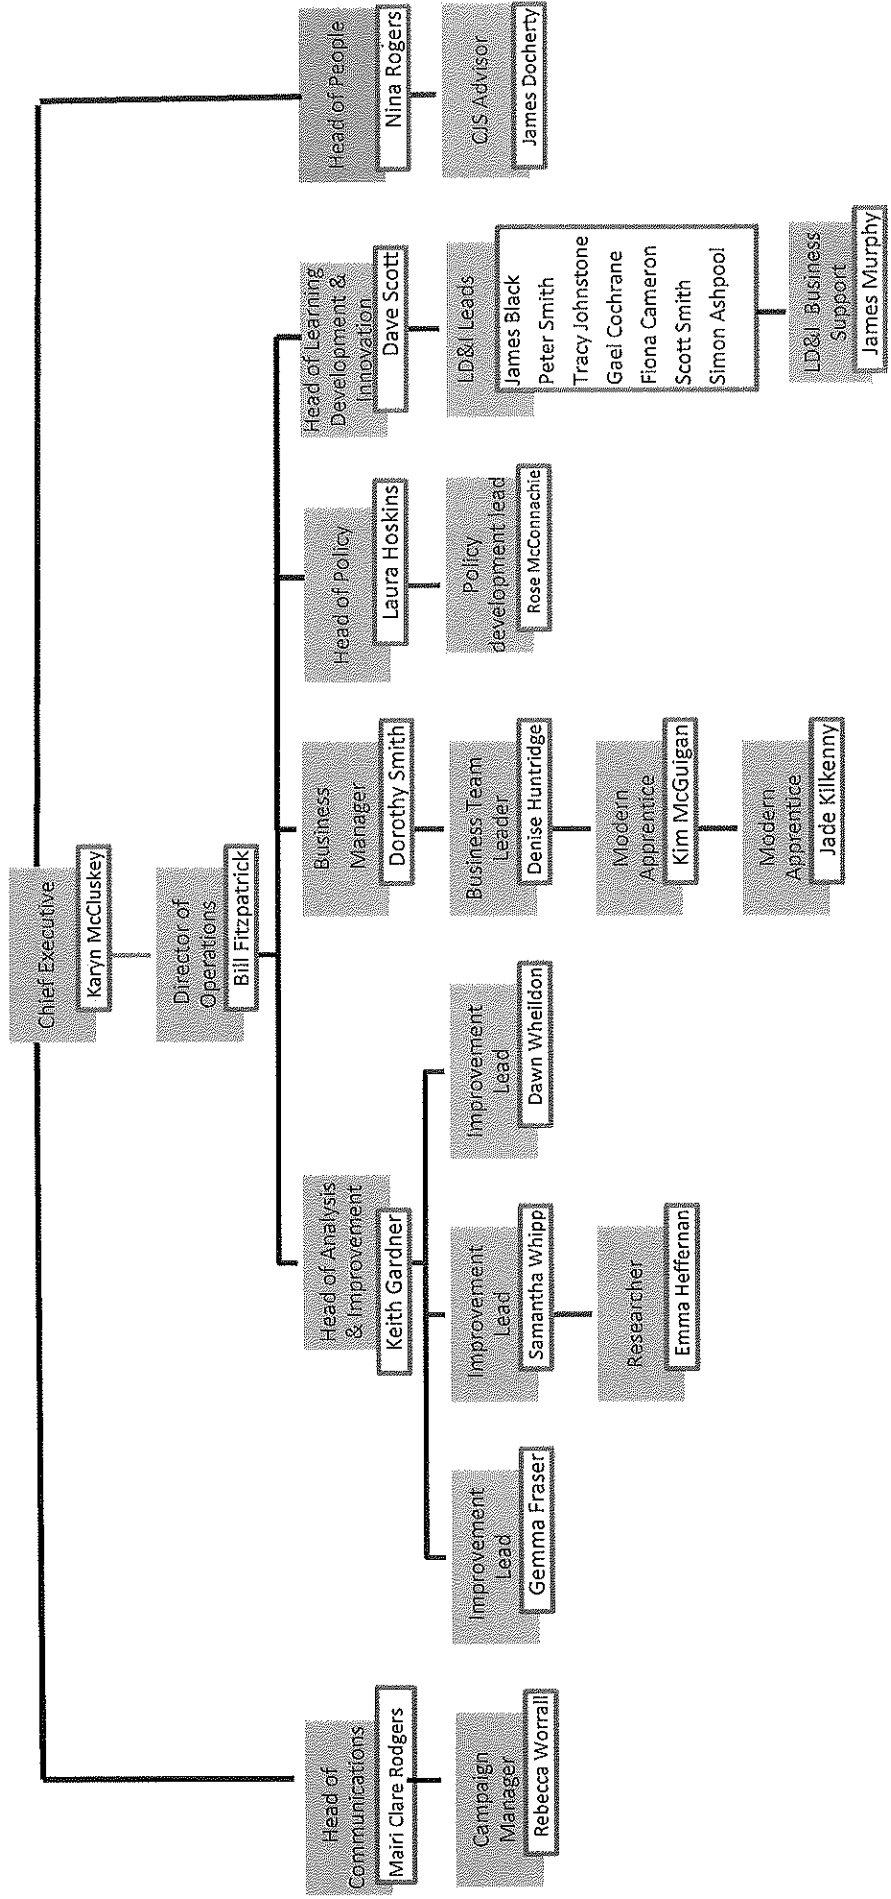 Chief Executive
Karyn McCluskey
Director of
Operations
Bill Fitzpatrick
Head of
Communications
Mairi Clare Rodgers
Campaign
Manager
Rebecca Worrall
Head of Analysis
& Improvement
Keith Gardner
Improvement
Lead
Gemma Fraser
Improvement
Lead
Samantha Whipp
Researcher
Emma Heffernan
Improvement
Lead
Dawn Wheildon
Business
Manager
Dorothy Smith
Business Team
Leader
Denise Huntridge
Modern
Apprentice
Kim McGuigan
Modern
Apprentice
Jade Kilkenny
Head of Policy
Laura Hoskins
Policy
development lead
Rose McConnachie
Head of Learning
Development &
Innovation
Dave Scott
LD&I Leads
James Black
Peter Smith
Tracy Johnstone
Gael Cochrane
Fiona Cameron
Scott Smith
Simon Ashpool
LD&I Business
Support
James Murphy
Head of People
Nina Rogers
CJS Advisor
James Docherty